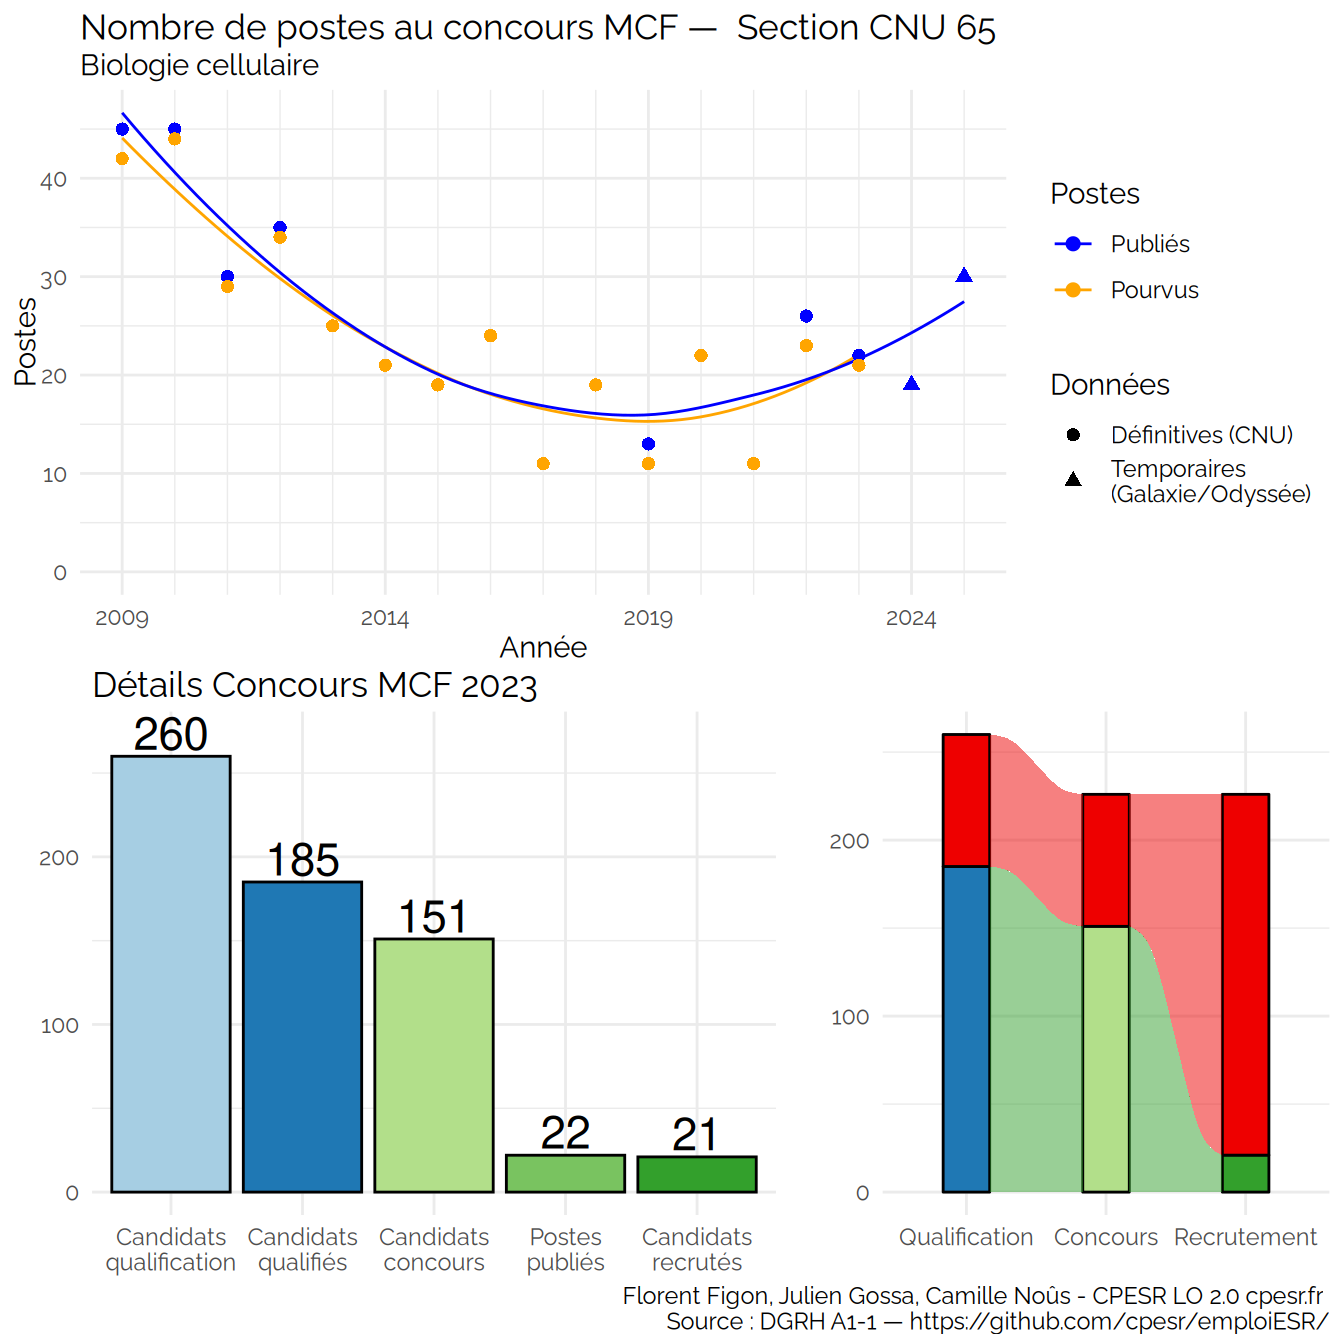 Nombre de postes au concours MCF — Section CNU 65
Biologie cellulaire
Postes
40
30
20
10
0
2009 2014 2019 2024
Année
Postes
Publiés
Pourvus
Données
Définitives (CNU)
Temporaires
(Galaxie/Odyssée)
Détails Concours MCF 2023
260
185
151
22
21
200
100
0
Candidats qualification
Candidats qualifiés
Candidats concours
Postes publiés
Candidats recrutés
200
100
0
Qualification Concours Recrutement
Florent Figon, Julien Gossa, Camille Noûs - CPESR LO 2.0 cpesr.fr
Source : DGRH A1-1 — https://github.com/cpesr/emploiESR/